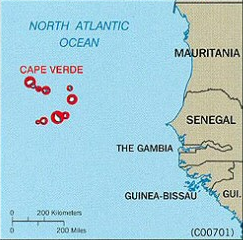 NORTH ATLANTIC
OCEAN
MAURITANIA
CAPE VERDE
SENEGAL
THE GAMBIA
GUINEA-BISSAU
GUI.
0 200 Kilometers
0 200 Miles
(C00701)